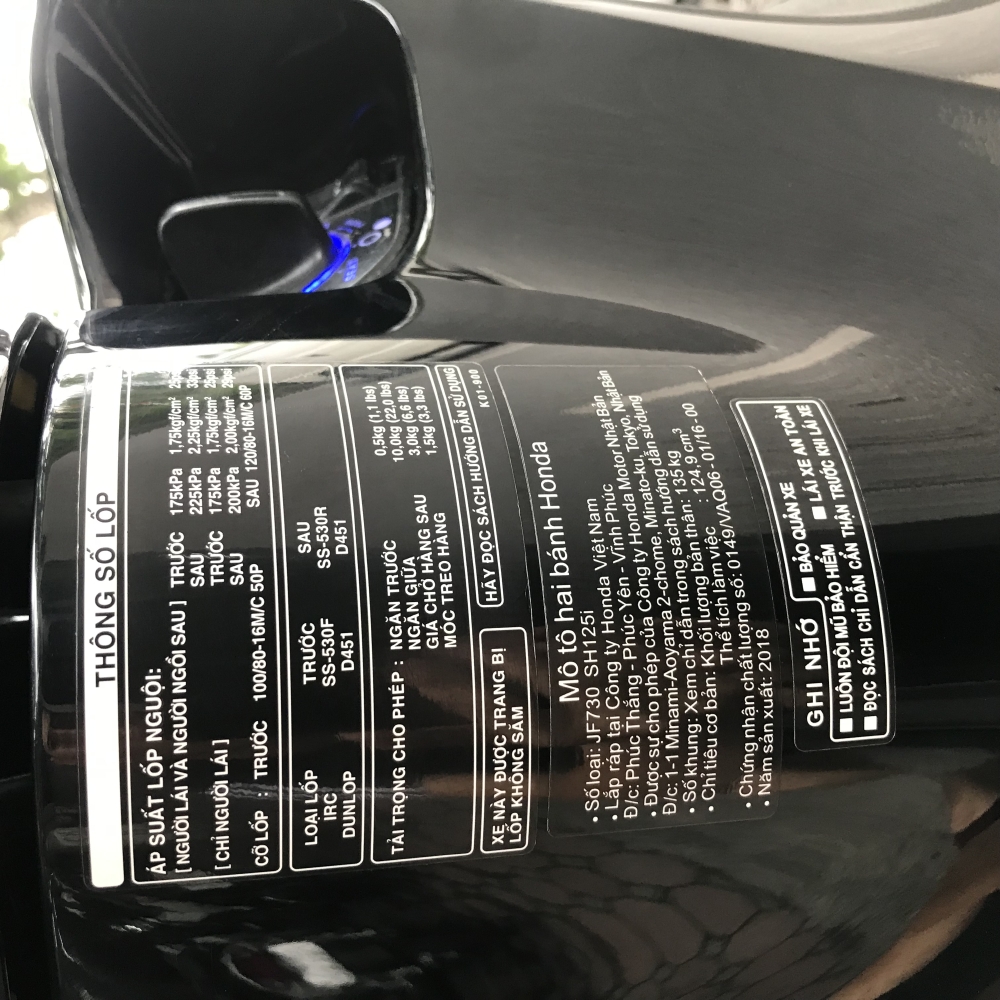 THÔNG SỐ LỐP
ÁP SUẤT LỐP NGUỘI:
[ NGƯỜI LÁI VÀ NGƯỜI NGỒI SAU ] TRƯỚC 175kPa 1,75kgf/cm² 25psi
SAU 225kPa 2,25kgf/cm² 33psi
[ CHỈ NGƯỜI LÁI ] TRƯỚC 175kPa 1,75kgf/cm² 25psi
SAU 200kPa 2,00kgf/cm² 29psi
CỠ LỐP : TRƯỚC 100/80-16M/C 50P SAU 120/80-16M/C 60P
LOẠI LỐP TRƯỚC SAU
IRC SS-530F SS-530R
DUNLOP D451 D451
TẢI TRỌNG CHO PHÉP : NGĂN TRƯỚC 0,5kg (1,1 lbs)
NGĂN GIỮA 10,0kg (22,0 lbs)
GIÁ CHỞ HÀNG SAU 3,0kg (6,6 lbs)
MÓC TREO HÀNG 1,5kg (3,3 lbs)
XE NÀY ĐƯỢC TRANG BỊ
LỐP KHÔNG SĂM
HÃY ĐỌC SÁCH HƯỚNG DẪN SỬ DỤNG
K01-900
Mô tô hai bánh Honda
• Số loại: JF730 SH125i
• Lắp ráp tại Công ty Honda Việt Nam
Đ/c: Phúc Thắng - Phúc Yên - Vĩnh Phúc
• Được sự cho phép của Công ty Honda Motor Nhật Bản
Đ/c: 1-1 Minami-Aoyama 2-chome, Minato-ku, Tokyo, Nhật Bản
• Số khung: Xem chỉ dẫn trong sách hướng dẫn sử dụng
• Chỉ tiêu cơ bản: Khối lượng bản thân : 135 kg
Thể tích làm việc : 124,9 cm³
• Chứng nhận chất lượng số: 0149/VAQ06 - 01/16 -00
• Năm sản xuất: 2018
GHI NHỚ
■ BẢO QUẢN XE
■ LUÔN ĐỘI MŨ BẢO HIỂM ■ LÁI XE AN TOÀN
■ ĐỌC SÁCH CHỈ DẪN CẨN THẬN TRƯỚC KHI LÁI XE